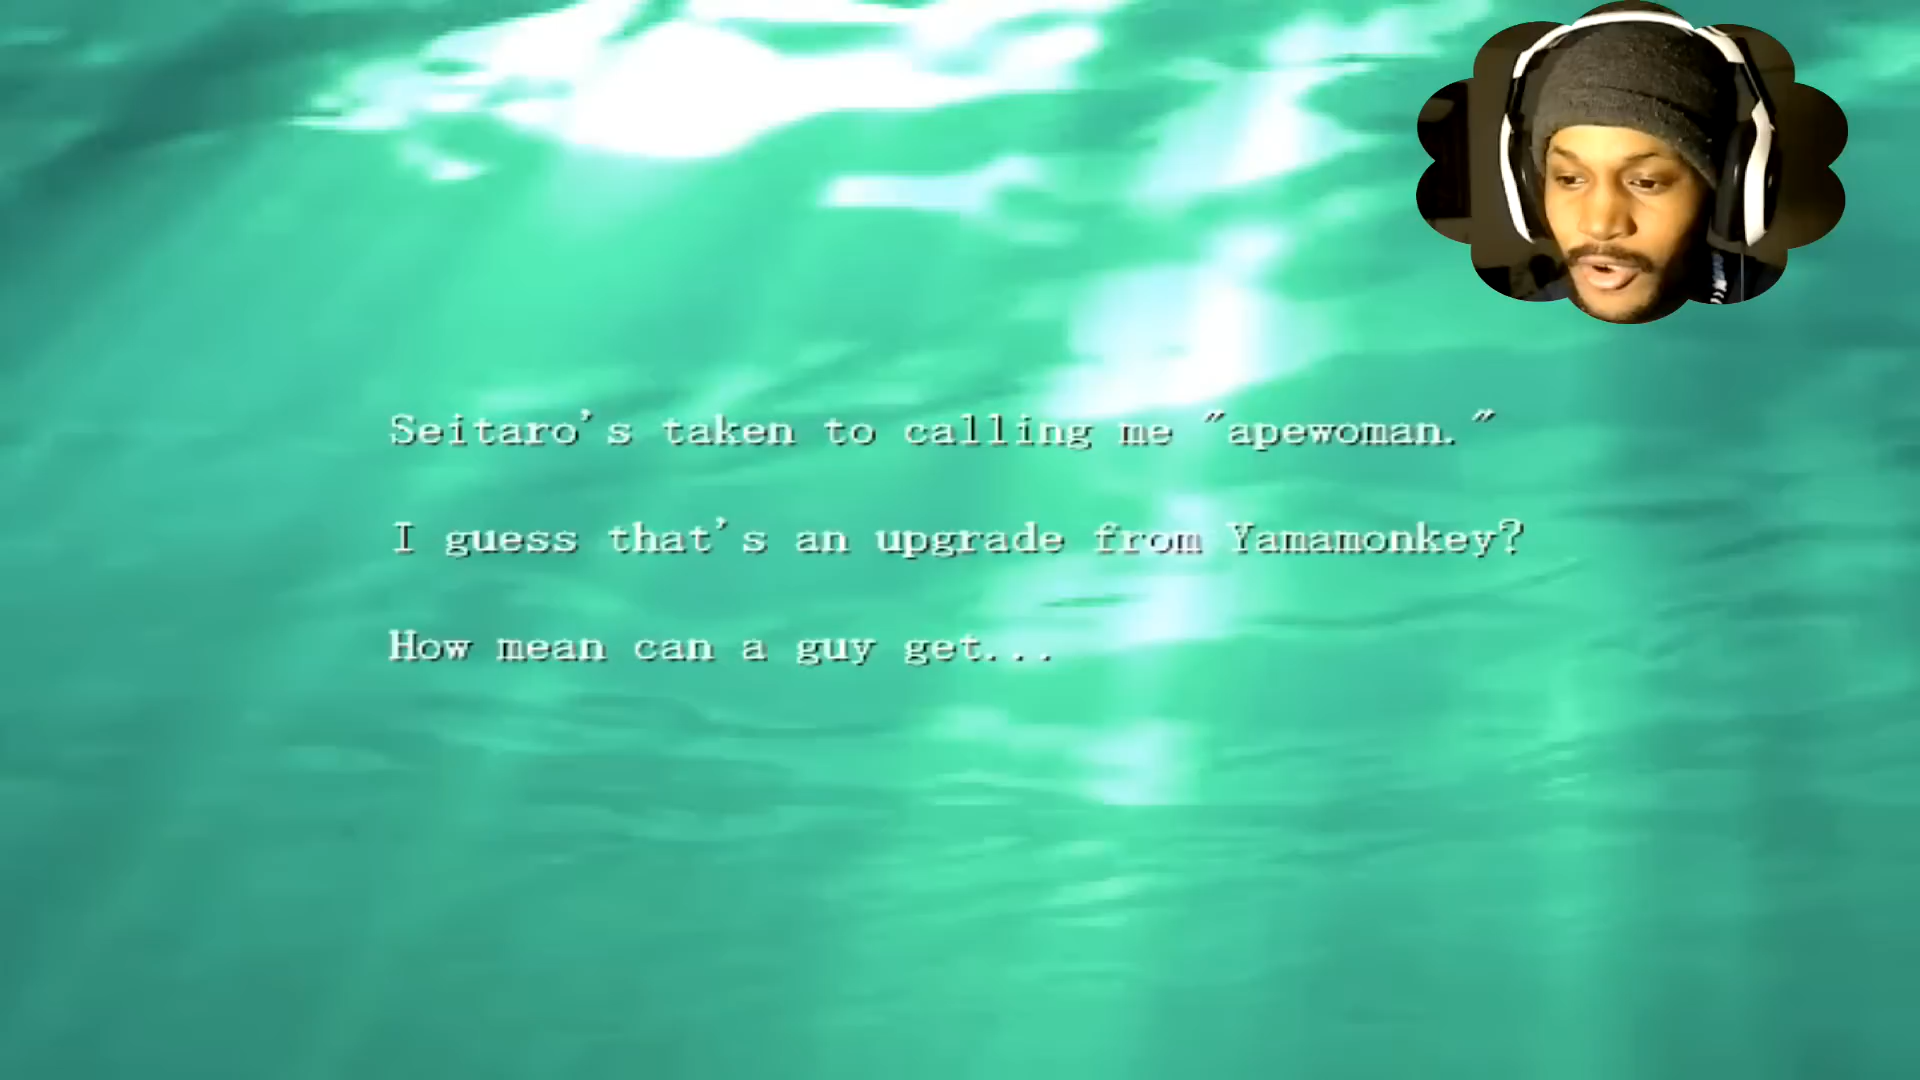 Seitaro's taken to calling me "apewoman."
I guess that's an upgrade from Yamamonkey?
How mean can a guy get...